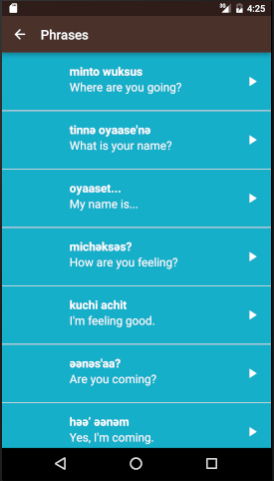 3G 4:25
Phrases
minto wuksus
Where are you going?
tinnə oyaase'nə
What is your name?
oyaaset...
My name is...
michəksəs?
How are you feeling?
kuchi achit
I'm feeling good.
əənəs'aa?
Are you coming?
həə' əənəm
Yes, I'm coming.